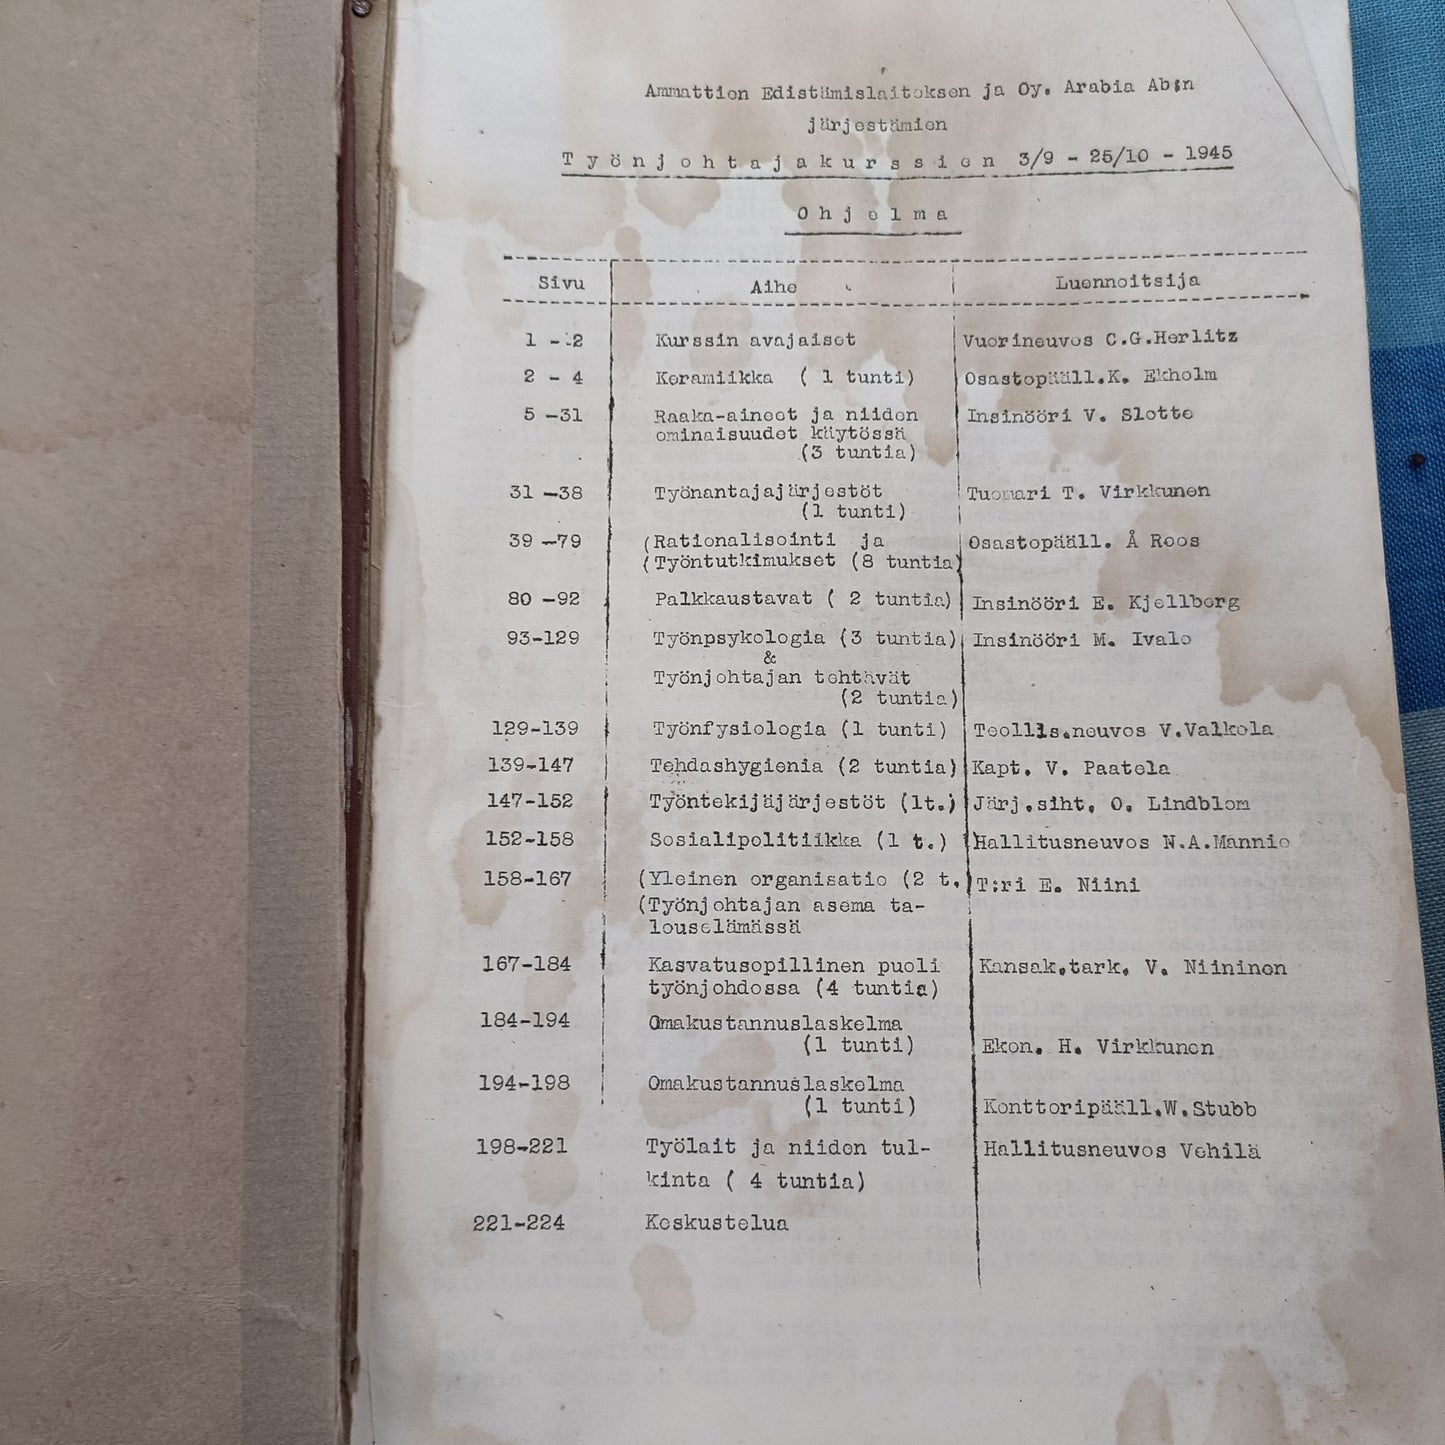 Ammattien Edistämislaitoksen ja Oy. Arabia Ab:n
järjestämien
Työnjohtajakurssien 3/9 - 25/10 - 1945
Ohjelma
Sivu Aihe Luennoitsija
1 - 2 Kurssin avajaiset Vuorineuvos C.G.Herlitz
2 - 4 Keramiikka ( 1 tunti) Osastopääll.K. Ekholm
5 -31 Raaka-aineet ja niiden Insinööri V. Slotte
ominaisuudet käytössä
(3 tuntia)
31 -38 Työnantajajärjestöt Tuomari T. Virkkunen
(1 tunti)
39 -79 (Rationalisointi ja Osastopääll. Å Roos
(Työntutkimukset (8 tuntia)
80 -92 Palkkaustavat ( 2 tuntia) Insinööri E. Kjellberg
93-129 Työnpsykologia (3 tuntia) Insinööri M. Ivalo
&
Työnjohtajan tehtävät
(2 tuntia)
129-139 Työnfysiologia (1 tunti) Teollls.neuvos V.Valkola
139-147 Tehdashygienia (2 tuntia) Kapt. V. Paatela
147-152 Työntekijäjärjestöt (1t.) Järj.siht. O. Lindblom
152-158 Sosialipolitiikka (1 t.) Hallitusneuvos N.A.Mannio
158-167 (Yleinen organisatio (2 t.) T:ri E. Niini
(Työnjohtajan asema ta-
louselämässä
167-184 Kasvatusopillinen puoli Kansak.tark. V. Niininen
työnjohdossa (4 tuntia)
184-194 Omakustannuslaskelma
(1 tunti) Ekon. H. Virkkunen
194-198 Omakustannuslaskelma
(1 tunti) Konttoripääll.W.Stubb
198-221 Työlait ja niiden tul- Hallitusneuvos Vehilä
kinta ( 4 tuntia)
221-224 Keskustelua